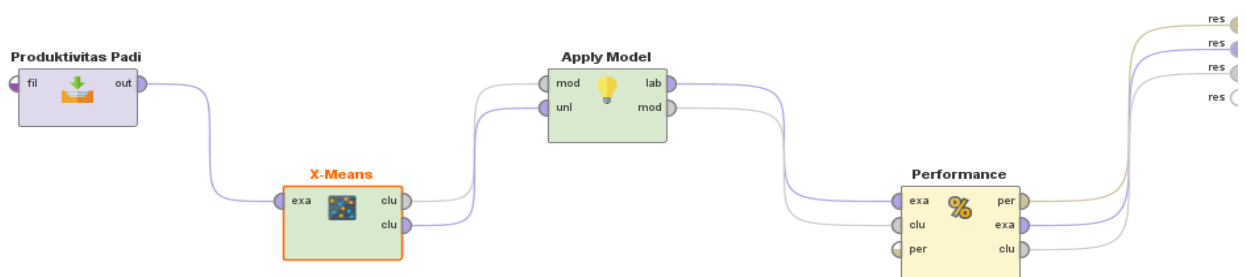 Produktivitas Padi
fil out
X-Means
exa clu
clu
Apply Model
mod lab
unl mod
Performance
exa per
clu exa
per clu
res
res
res
res